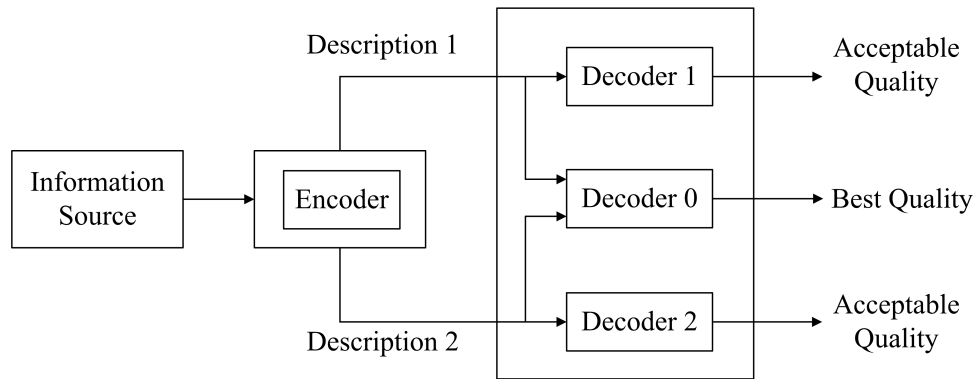 Description 1
Acceptable
Quality
Decoder 1
Information
Source
Encoder
Decoder 0
Best Quality
Description 2
Decoder 2
Acceptable
Quality